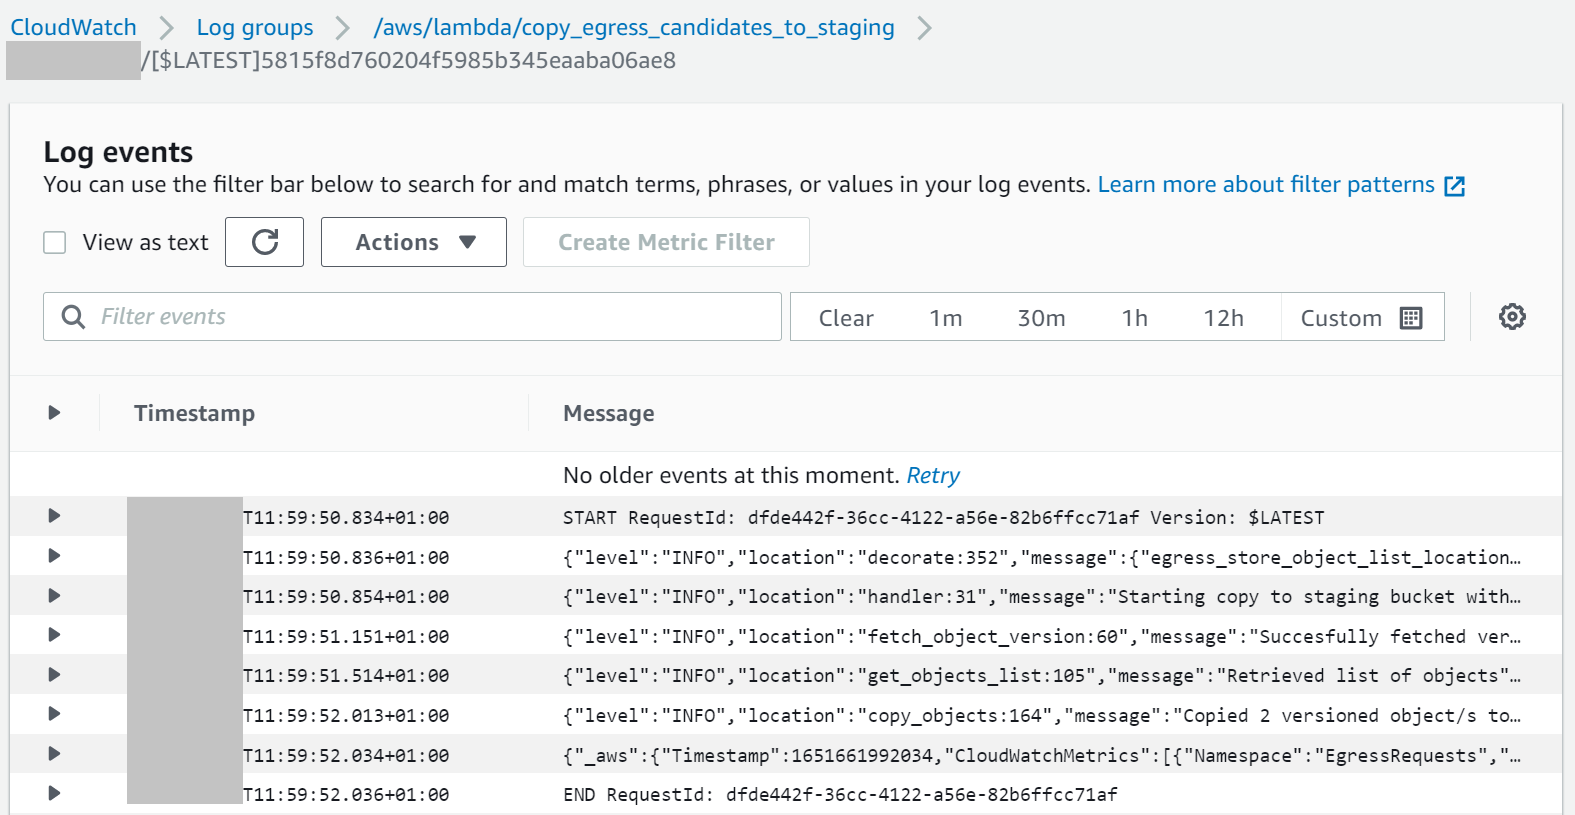 CloudWatch Log groups /aws/lambda/copy_egress_candidates_to_staging
/[$LATEST]5815f8d760204f5985b345eaaba06ae8
Log events
You can use the filter bar below to search for and match terms, phrases, or values in your log events. Learn more about filter patterns
View as text Actions Create Metric Filter
Filter events Clear 1m 30m 1h 12h Custom
Timestamp Message
No older events at this moment. Retry
T11:59:50.834+01:00 START RequestId: dfde442f-36cc-4122-a56e-82b6ffcc71af Version: $LATEST
T11:59:50.836+01:00 {"level":"INFO","location":"decorate:352","message":{"egress_store_object_list_location…
T11:59:50.854+01:00 {"level":"INFO","location":"handler:31","message":"Starting copy to staging bucket with…
T11:59:51.151+01:00 {"level":"INFO","location":"fetch_object_version:60","message":"Succesfully fetched ver…
T11:59:51.514+01:00 {"level":"INFO","location":"get_objects_list:105","message":"Retrieved list of objects"…
T11:59:52.013+01:00 {"level":"INFO","location":"copy_objects:164","message":"Copied 2 versioned object/s to…
T11:59:52.034+01:00 {"_aws":{"Timestamp":1651661992034,"CloudWatchMetrics":[{"Namespace":"EgressRequests","…
T11:59:52.036+01:00 END RequestId: dfde442f-36cc-4122-a56e-82b6ffcc71af